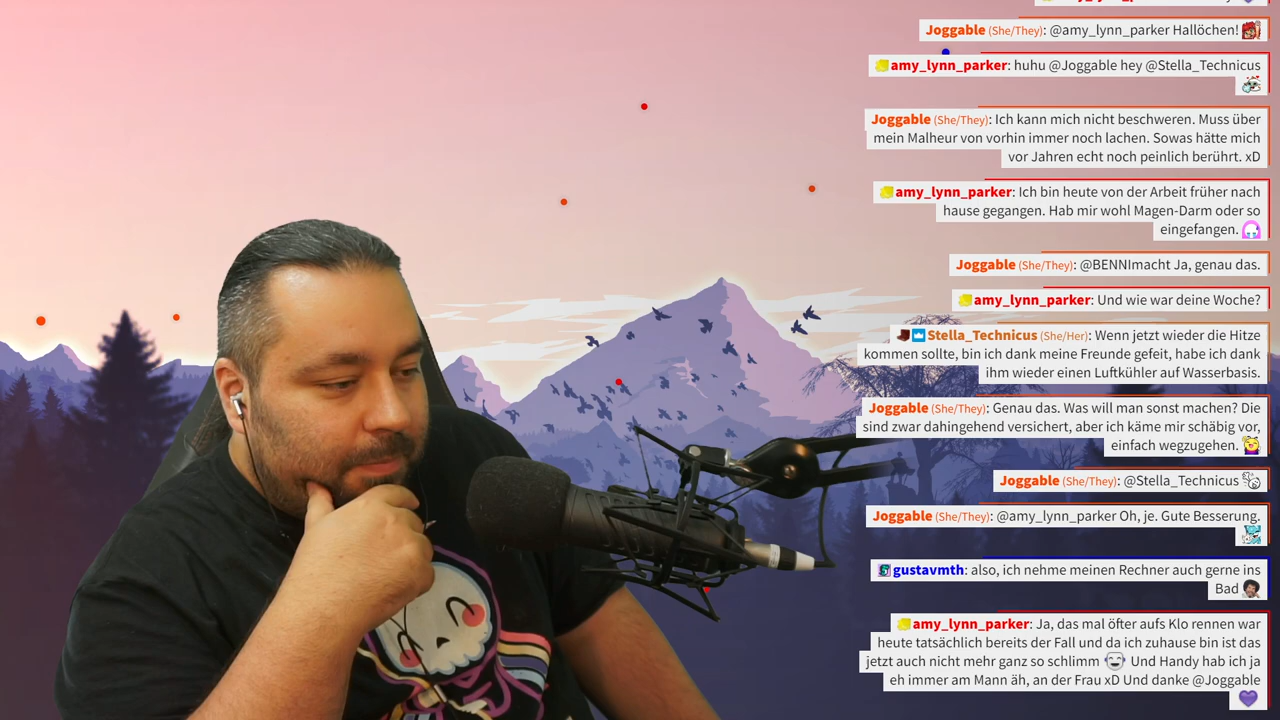 Joggable (She/They): @amy_lynn_parker Hallöchen!
amy_lynn_parker: huhu @Joggable hey @Stella_Technicus
Joggable (She/They): Ich kann mich nicht beschweren. Muss über
mein Malheur von vorhin immer noch lachen. Sowas hätte mich
vor Jahren echt noch peinlich berührt. xD
amy_lynn_parker: Ich bin heute von der Arbeit früher nach
hause gegangen. Hab mir wohl Magen-Darm oder so
eingefangen.
Joggable (She/They): @BENNImacht Ja, genau das.
amy_lynn_parker: Und wie war deine Woche?
Stella_Technicus (She/Her): Wenn jetzt wieder die Hitze
kommen sollte, bin ich dank meine Freunde gefeit, habe ich dank
ihm wieder einen Luftkühler auf Wasserbasis.
Joggable (She/They): Genau das. Was will man sonst machen? Die
sind zwar dahingehend versichert, aber ich käme mir schäbig vor,
einfach wegzugehen.
Joggable (She/They): @Stella_Technicus
Joggable (She/They): @amy_lynn_parker Oh, je. Gute Besserung.
gustavmth: also, ich nehme meinen Rechner auch gerne ins
Bad
amy_lynn_parker: Ja, das mal öfter aufs Klo rennen war
heute tatsächlich bereits der Fall und da ich zuhause bin ist das
jetzt auch nicht mehr ganz so schlimm Und Handy hab ich ja
eh immer am Mann äh, an der Frau xD Und danke @Joggable